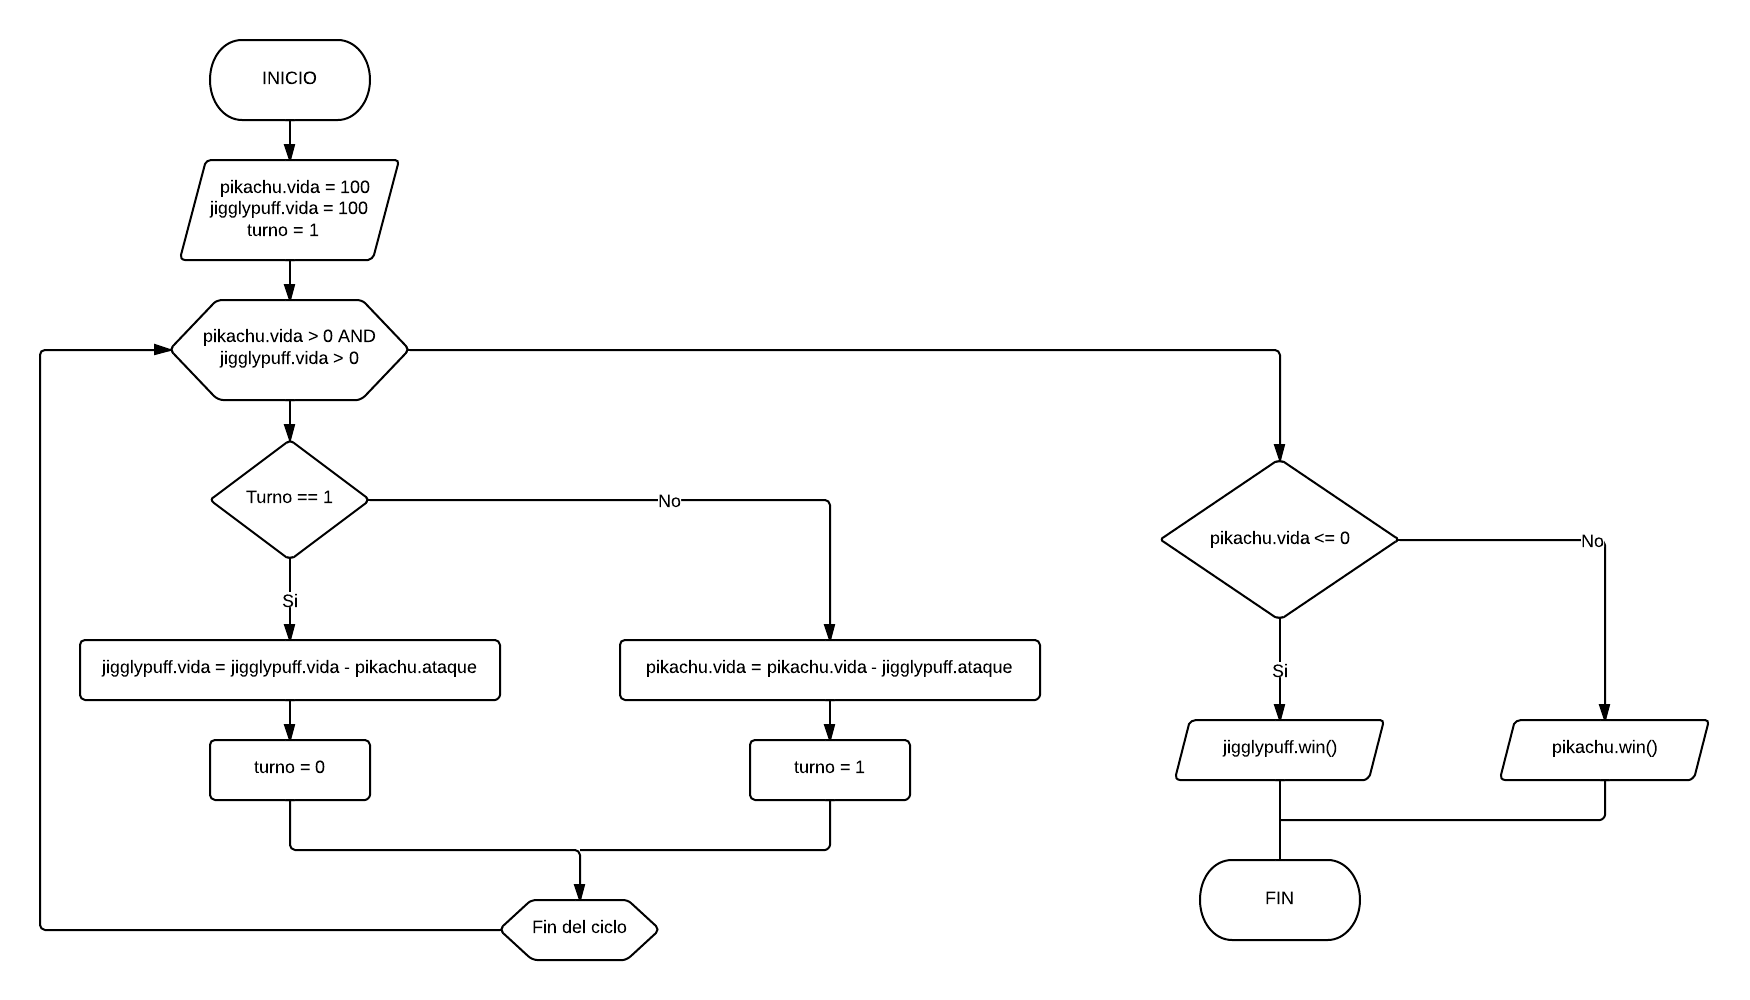 INICIO
pikachu.vida = 100
jigglypuff.vida = 100
turno = 1
pikachu.vida > 0 AND
jigglypuff.vida > 0
Turno == 1
No
Si
jigglypuff.vida = jigglypuff.vida - pikachu.ataque
pikachu.vida = pikachu.vida - jigglypuff.ataque
turno = 0
turno = 1
Fin del ciclo
pikachu.vida <= 0
No
Si
jigglypuff.win()
pikachu.win()
FIN